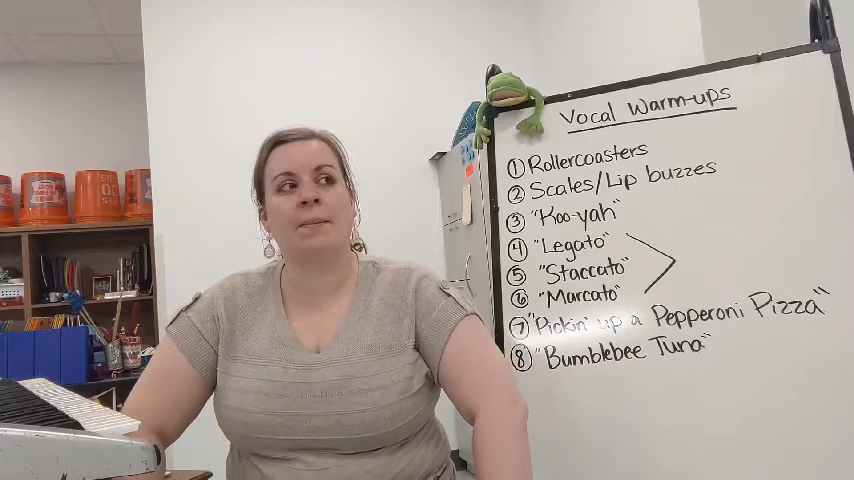 Vocal Warm-ups
① Rollercoasters
② Scales/Lip buzzes
③ "Koo-yah"
④ "Legato"
⑤ "Staccato"
⑥ "Marcato"
⑦ "Pickin' up a Pepperoni Pizza"
⑧ "Bumblebee Tuna"